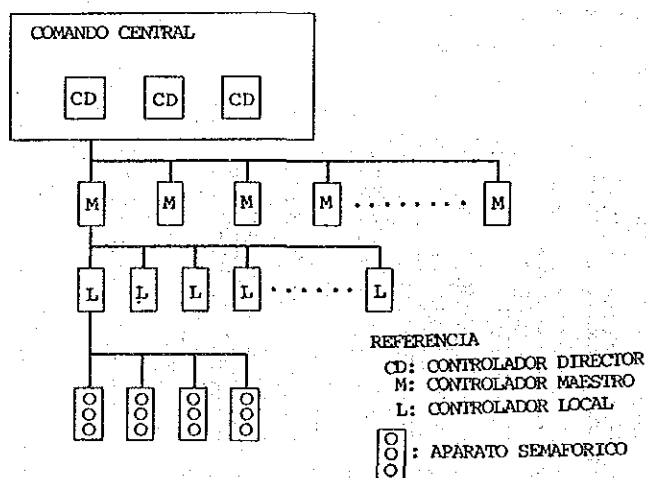 COMANDO CENTRAL
CD CD CD
M M M M ........ M
L L L L ...... L
REFERENCIA
CD: CONTROLADOR DIRECTOR
M: CONTROLADOR MAESTRO
L: CONTROLADOR LOCAL
: APARATO SEMAFORICO